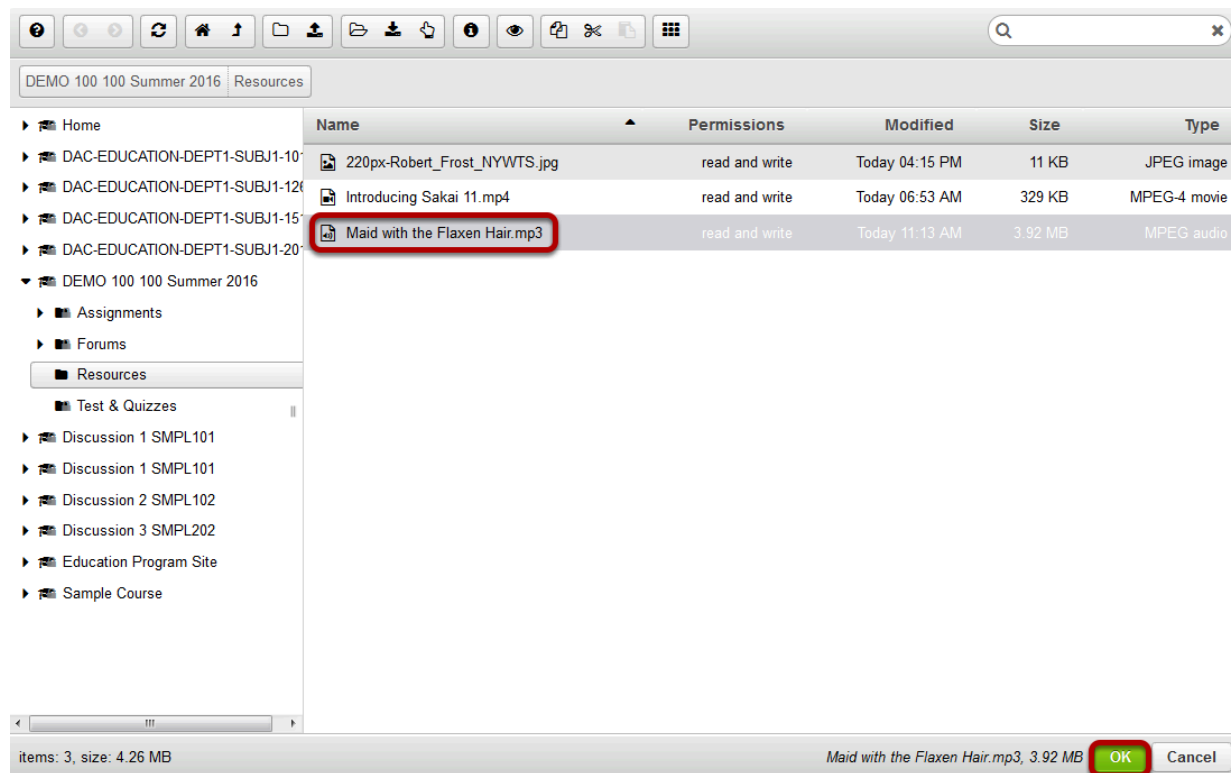 DEMO 100 100 Summer 2016 Resources
Home
DAC-EDUCATION-DEPT1-SUBJ1-10
DAC-EDUCATION-DEPT1-SUBJ1-126
DAC-EDUCATION-DEPT1-SUBJ1-151
DAC-EDUCATION-DEPT1-SUBJ1-201
DEMO 100 100 Summer 2016
Assignments
Forums
Resources
Test & Quizzes
Discussion 1 SMPL101
Discussion 1 SMPL101
Discussion 2 SMPL102
Discussion 3 SMPL202
Education Program Site
Sample Course
Name Permissions Modified Size Type
220px-Robert_Frost_NYWTS.jpg read and write Today 04:15 PM 11 KB JPEG image
Introducing Sakai 11.mp4 read and write Today 06:53 AM 329 KB MPEG-4 movie
Maid with the Flaxen Hair.mp3 read and write Today 11:13 AM 3.92 MB MPEG audio
items: 3, size: 4.26 MB Maid with the Flaxen Hair.mp3, 3.92 MB OK Cancel